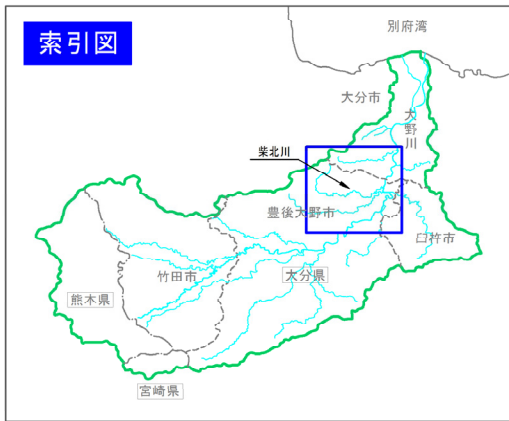 索引図
別府湾
大分市
大野川
柴北川
豊後大野市
臼杵市
竹田市
大分県
熊本県
宮崎県